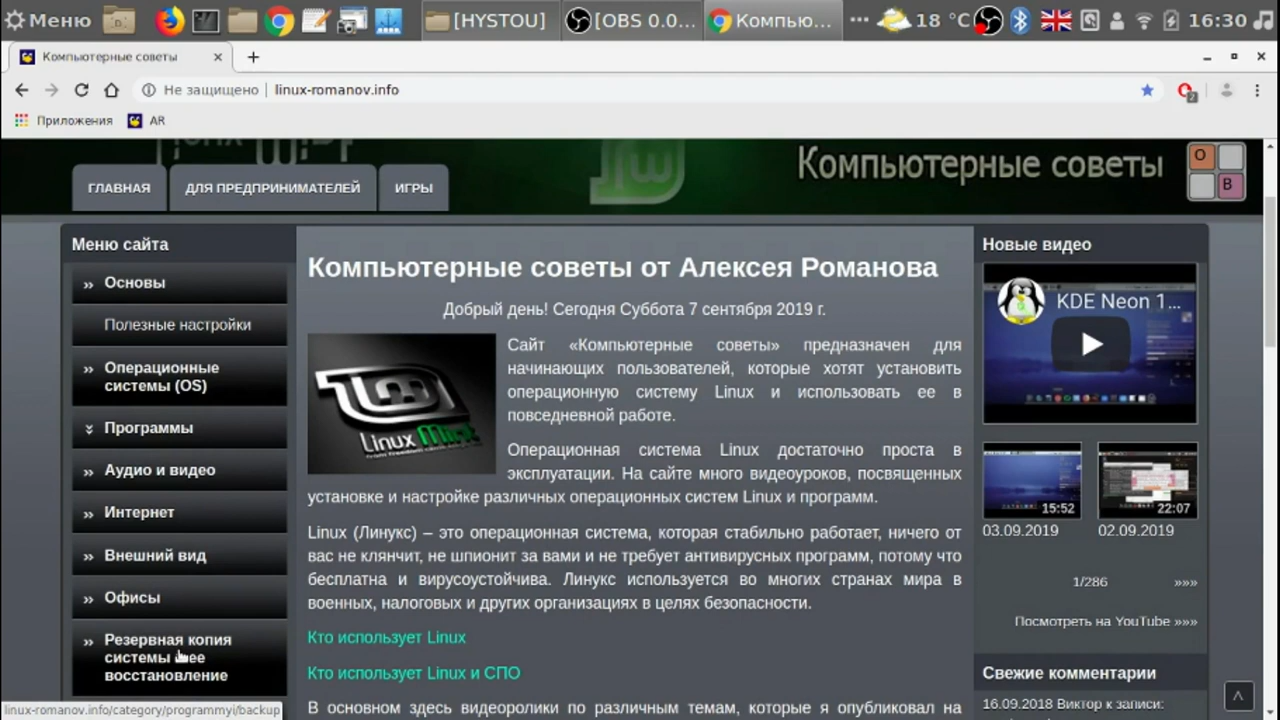 Меню
[HYSTOU]
[OBS 0.0...
Компью...
18 °C
16:30
Компьютерные советы
Не защищено
linux-romanov.info
2
Приложения
AR
Компьютерные советы
О
В
ГЛАВНАЯ
ДЛЯ ПРЕДПРИНИМАТЕЛЕЙ
ИГРЫ
Меню сайта
Основы
Полезные настройки
Операционные
системы (OS)
Программы
Аудио и видео
Интернет
Внешний вид
Офисы
Резервная копия
системы ее
восстановление
linux-romanov.info/category/programmyi/backup
Компьютерные советы от Алексея Романова
Добрый день! Сегодня Суббота 7 сентября 2019 г.
Linux Mint
Сайт «Компьютерные советы» предназначен для
начинающих пользователей, которые хотят установить
операционную систему Linux и использовать ее в
повседневной работе.
Операционная система Linux достаточно проста в
эксплуатации. На сайте много видеоуроков, посвященных
установке и настройке различных операционных систем Linux и программ.
Linux (Линукс) – это операционная система, которая стабильно работает, ничего от
вас не клянчит, не шпионит за вами и не требует антивирусных программ, потому что
бесплатна и вирусоустойчива. Линукс используется во многих странах мира в
военных, налоговых и других организациях в целях безопасности.
Кто использует Linux
Кто использует Linux и СПО
В основном здесь видеоролики по различным темам, которые я опубликовал на
Новые видео
KDE Neon 1...
15:52
22:07
03.09.2019
02.09.2019
1/286
»»»
Посмотреть на YouTube »»»
Свежие комментарии
16.09.2018 Виктор к записи: